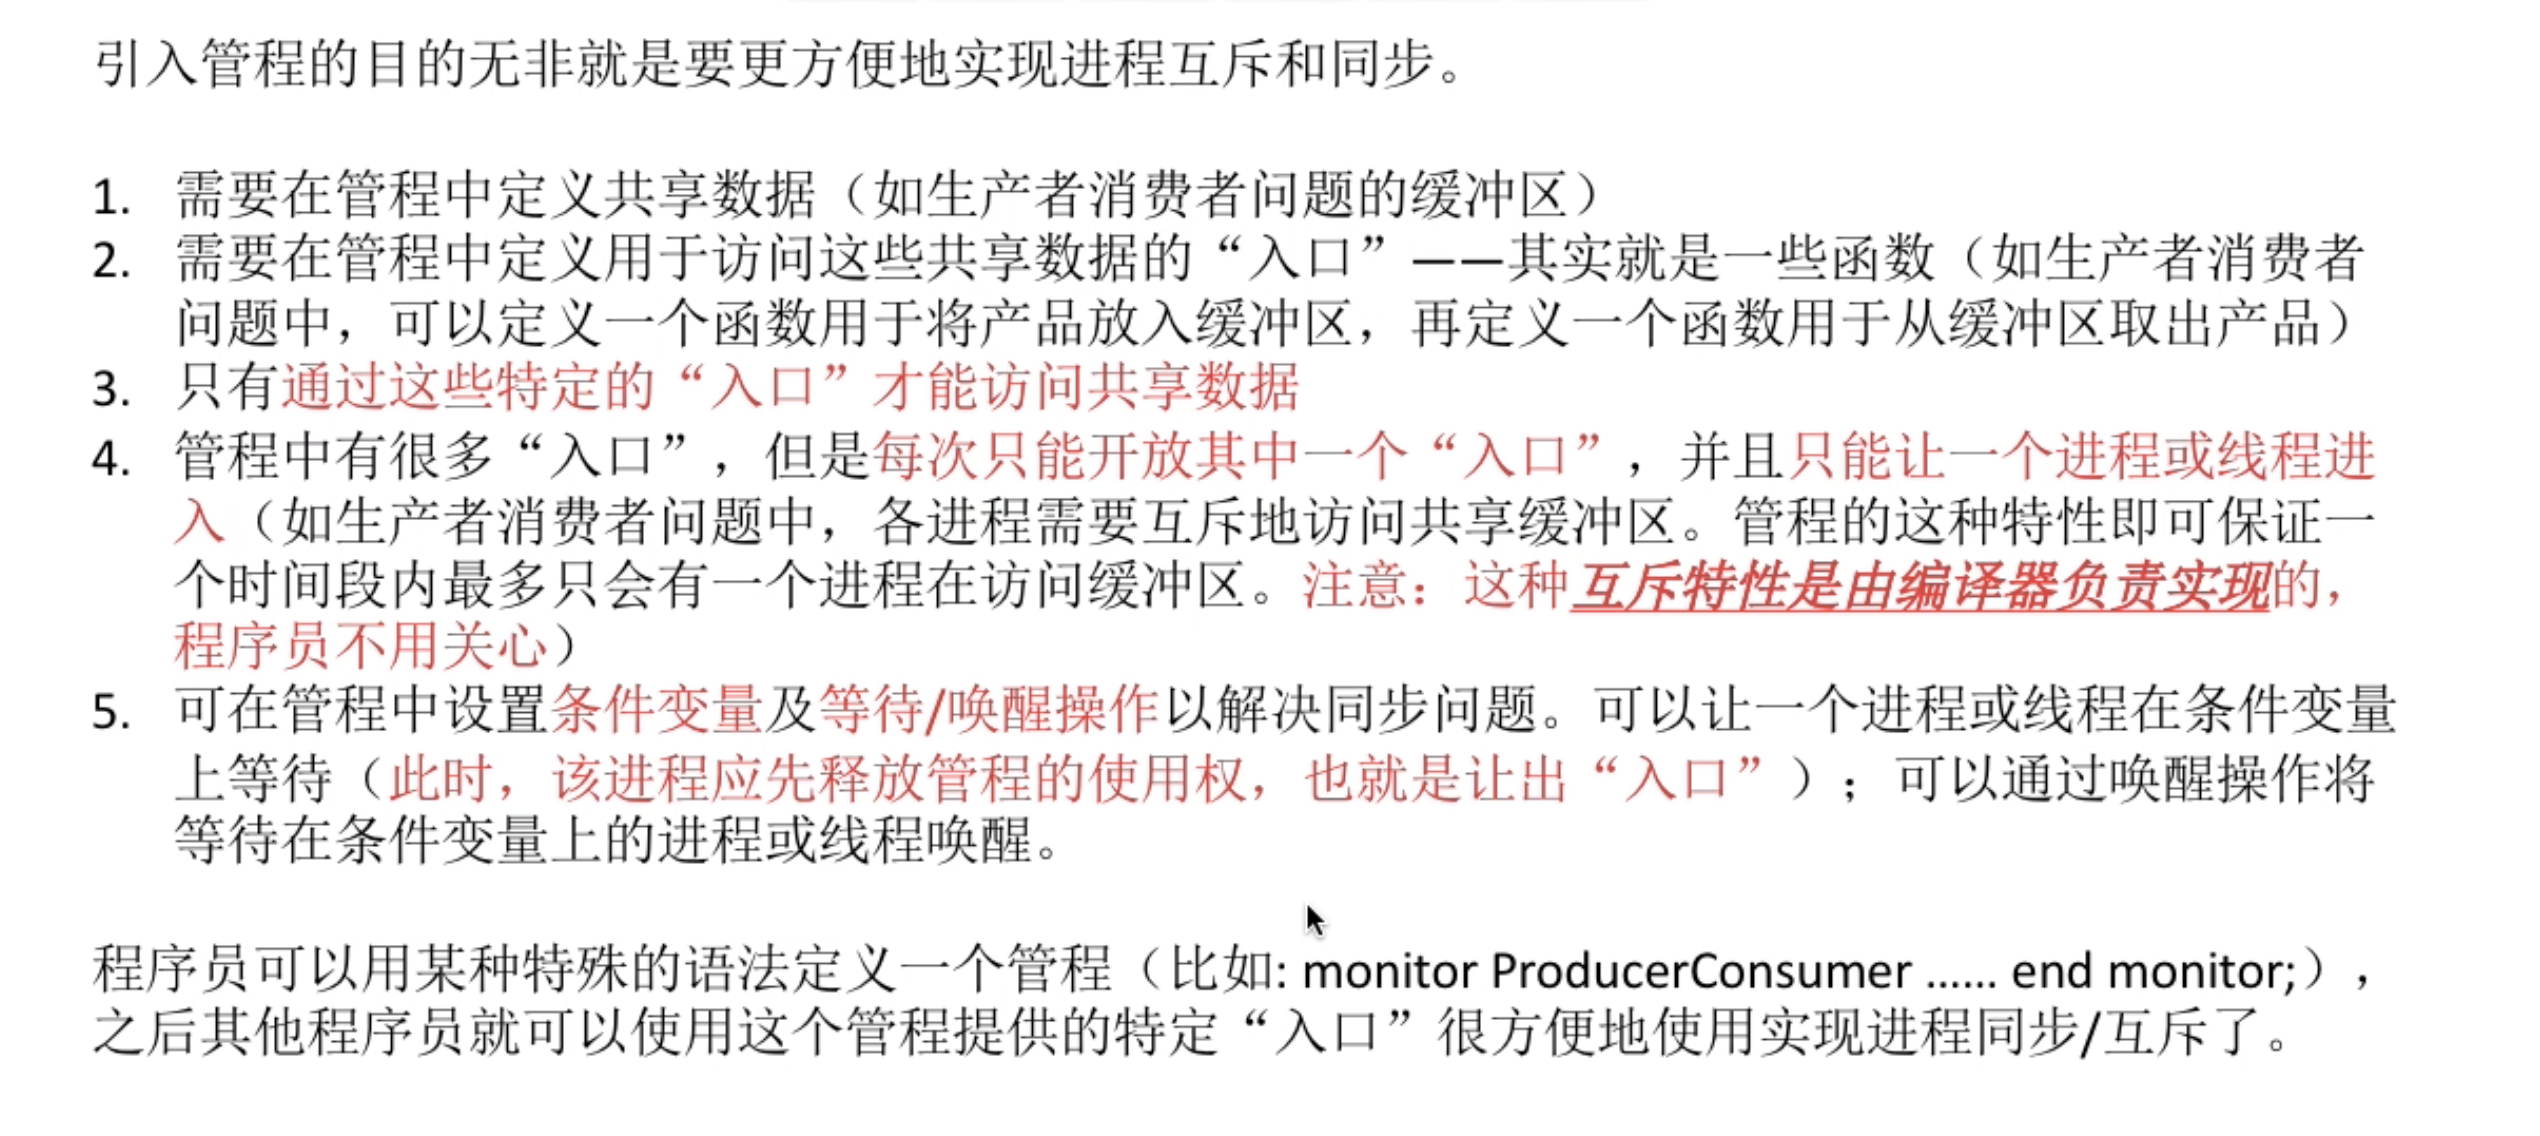 引入管程的目的无非就是要更方便地实现进程互斥和同步。
1. 需要在管程中定义共享数据（如生产者消费者问题的缓冲区）
2. 需要在管程中定义用于访问这些共享数据的“入口”——其实就是一些函数（如生产者消费者
问题中，可以定义一个函数用于将产品放入缓冲区，再定义一个函数用于从缓冲区取出产品）
3. 只有通过这些特定的“入口”才能访问共享数据
4. 管程中有很多“入口”，但是每次只能开放其中一个“入口”，并且只能让一个进程或线程进
入（如生产者消费者问题中，各进程需要互斥地访问共享缓冲区。管程的这种特性即可保证一
个时间段内最多只会有一个进程在访问缓冲区。注意：这种互斥特性是由编译器负责实现的，
程序员不用关心）
5. 可在管程中设置条件变量及等待/唤醒操作以解决同步问题。可以让一个进程或线程在条件变量
上等待（此时，该进程应先释放管程的使用权，也就是让出“入口”）；可以通过唤醒操作将
等待在条件变量上的进程或线程唤醒。
程序员可以用某种特殊的语法定义一个管程（比如: monitor ProducerConsumer …… end monitor;），
之后其他程序员就可以使用这个管程提供的特定“入口”很方便地使用实现进程同步/互斥了。